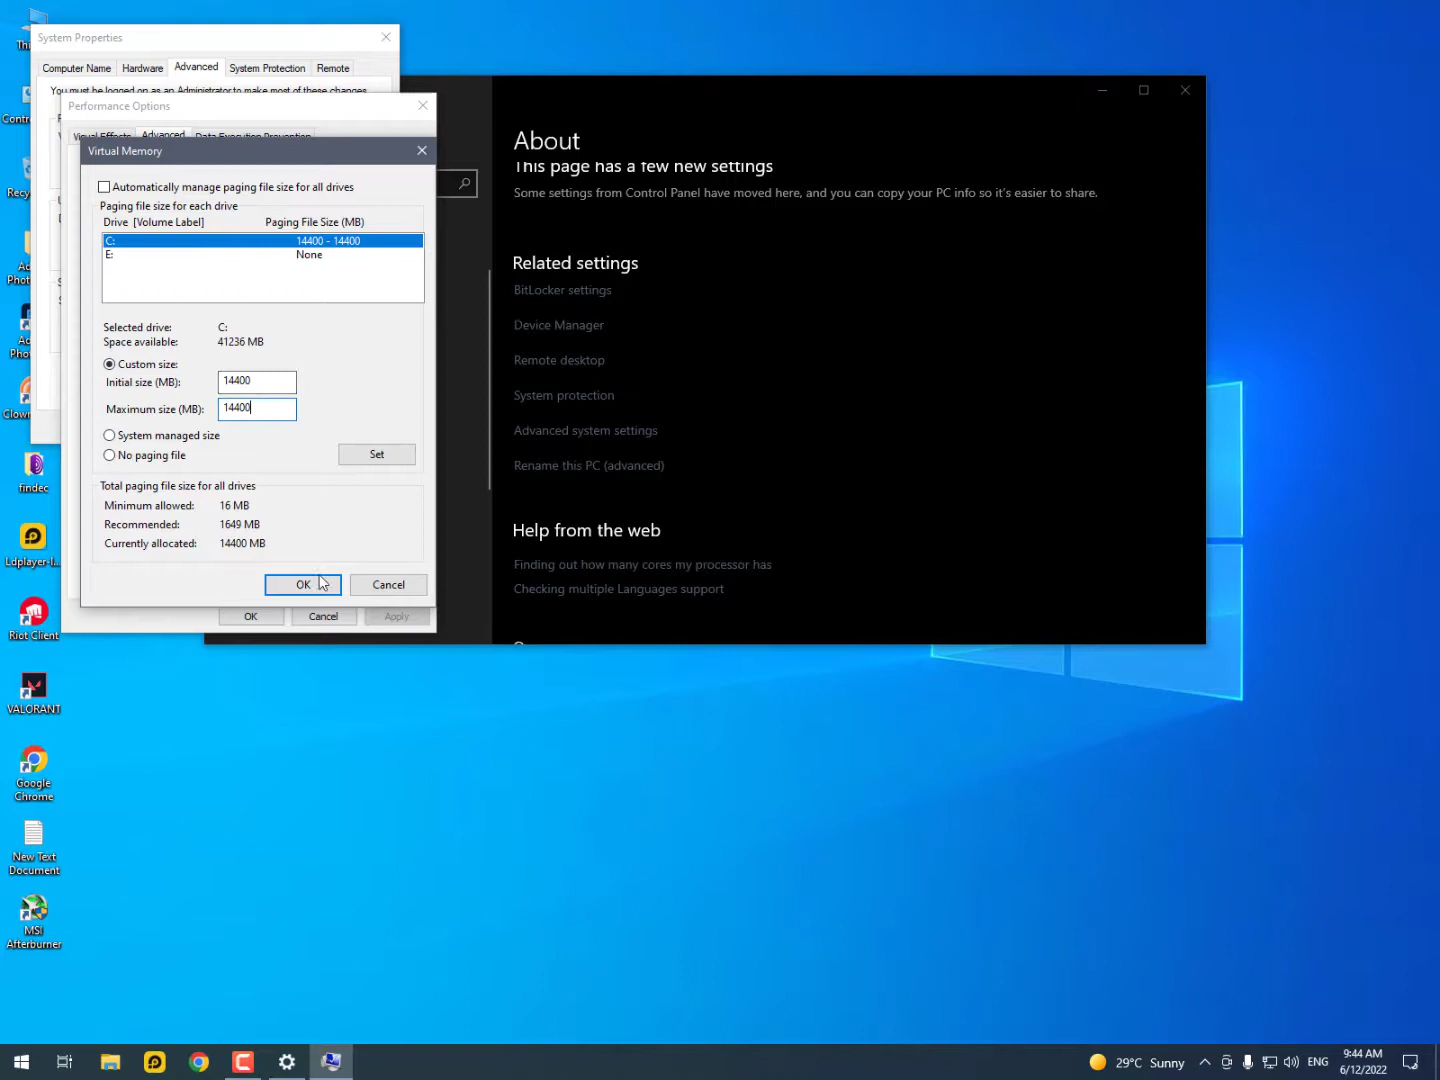 System Properties
Computer Name
Hardware
Advanced
System Protection
Remote
You must be logged on as an Administrator to make most of these changes.
Performance Options
Visual Effects
Advanced
Data Execution Prevention
Virtual Memory
Automatically manage paging file size for all drives
Paging file size for each drive
Drive [Volume Label]
Paging File Size (MB)
C:
14400 - 14400
E:
None
Selected drive:
C:
Space available:
41236 MB
Custom size:
Initial size (MB):
14400
Maximum size (MB):
14400
System managed size
No paging file
Set
Total paging file size for all drives
Minimum allowed:
16 MB
Recommended:
1649 MB
Currently allocated:
14400 MB
OK
Cancel
OK
Cancel
Apply
About
This page has a few new settings
Some settings from Control Panel have moved here, and you can copy your PC info so it's easier to share.
Related settings
BitLocker settings
Device Manager
Remote desktop
System protection
Advanced system settings
Rename this PC (advanced)
Help from the web
Finding out how many cores my processor has
Checking multiple Languages support
findec
Ldplayer-I...
Riot Client
VALORANT
Google
Chrome
New Text
Document
MSI
Afterburner
29°C Sunny
ENG
9:44 AM
6/12/2022